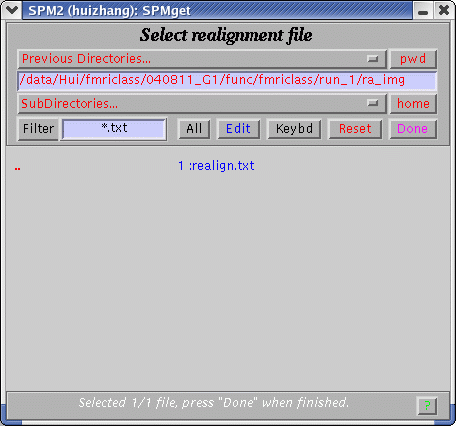 SPM2 (huizhang): SPMget
Select realignment file
Previous Directories... pwd
/data/Hui/fmriclass/040811_G1/func/fmriclass/run_1/ra_img
SubDirectories... home
Filter *.txt All Edit Keybd Reset Done
.. 1 :realign.txt
Selected 1/1 file, press "Done" when finished. ?